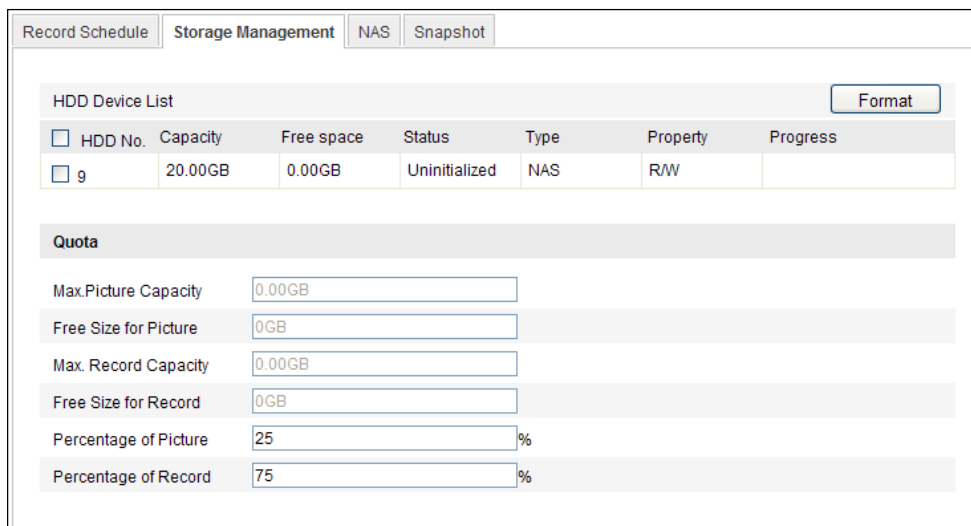 Record Schedule Storage Management NAS Snapshot
HDD Device List Format
HDD No. Capacity Free space Status Type Property Progress
9 20.00GB 0.00GB Uninitialized NAS R/W
Quota
Max.Picture Capacity 0.00GB
Free Size for Picture 0GB
Max. Record Capacity 0.00GB
Free Size for Record 0GB
Percentage of Picture 25 %
Percentage of Record 75 %